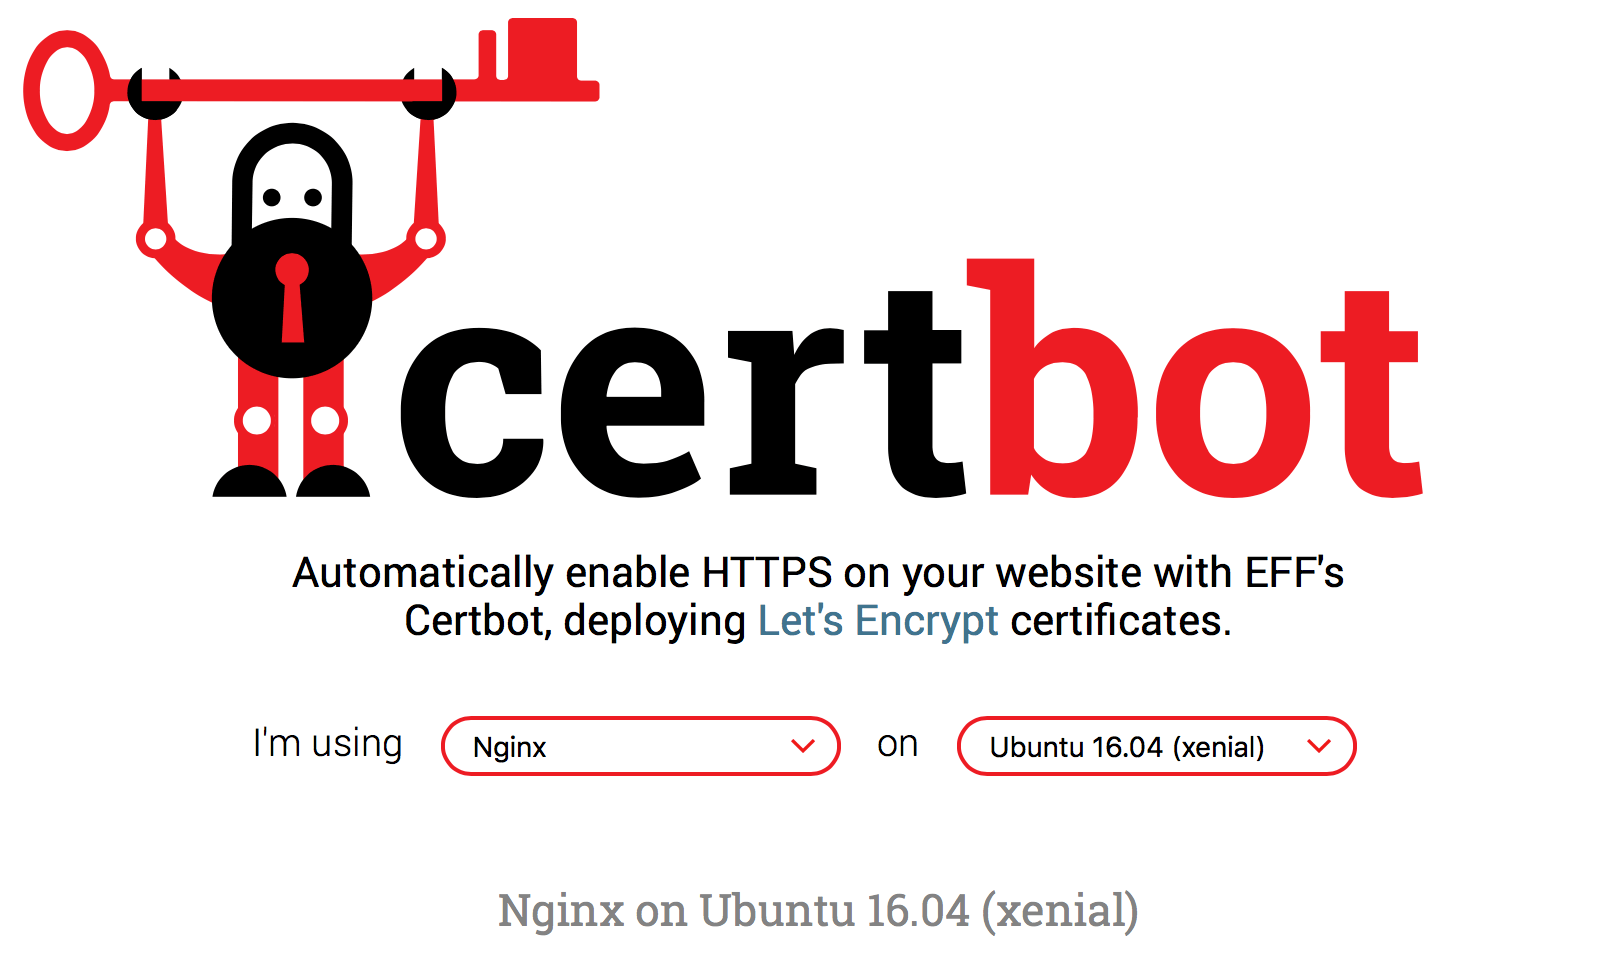 certbot
Automatically enable HTTPS on your website with EFF's
Certbot, deploying Let's Encrypt certificates.
I'm using Nginx on Ubuntu 16.04 (xenial)
Nginx on Ubuntu 16.04 (xenial)